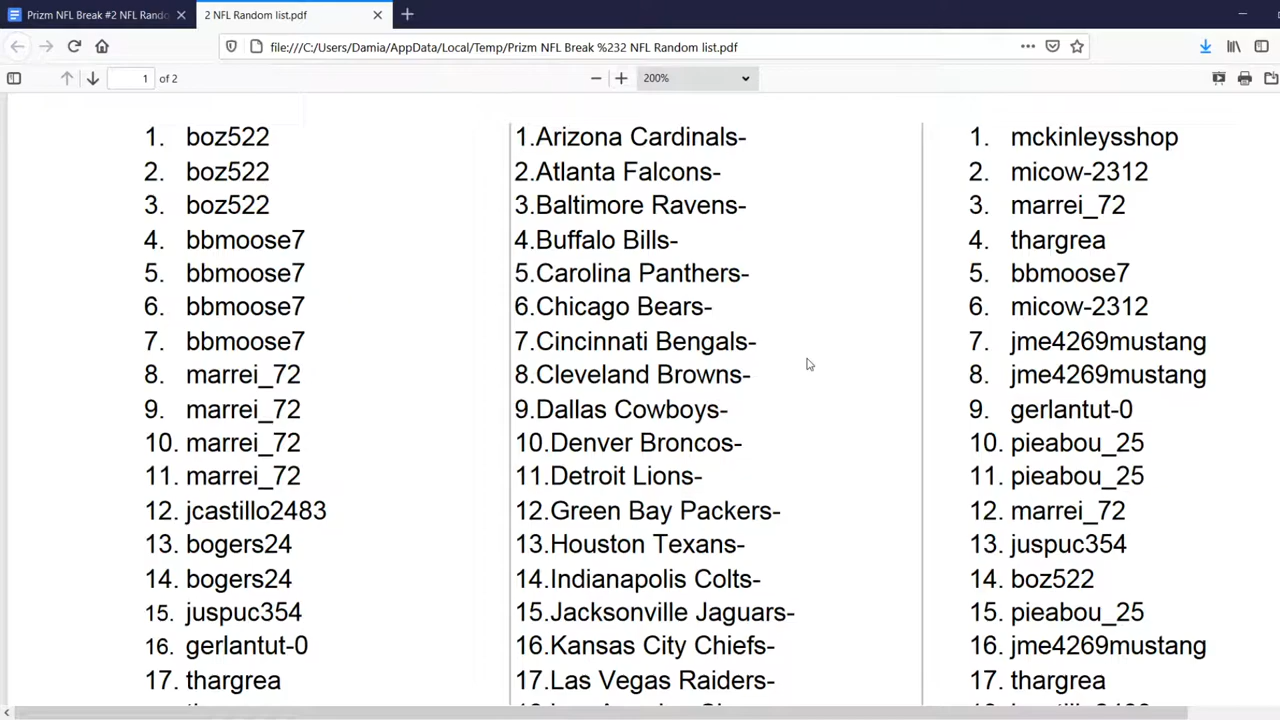 Prizm NFL Break #2 NFL Rando
2 NFL Random list.pdf
file:///C:/Users/Damia/AppData/Local/Temp/Prizm NFL Break %232 NFL Random list.pdf
1 of 2
200%
1. boz522
2. boz522
3. boz522
4. bbmoose7
5. bbmoose7
6. bbmoose7
7. bbmoose7
8. marrei_72
9. marrei_72
10. marrei_72
11. marrei_72
12. jcastillo2483
13. bogers24
14. bogers24
15. juspuc354
16. gerlantut-0
17. thargrea
1.Arizona Cardinals-
2.Atlanta Falcons-
3.Baltimore Ravens-
4.Buffalo Bills-
5.Carolina Panthers-
6.Chicago Bears-
7.Cincinnati Bengals-
8.Cleveland Browns-
9.Dallas Cowboys-
10.Denver Broncos-
11.Detroit Lions-
12.Green Bay Packers-
13.Houston Texans-
14.Indianapolis Colts-
15.Jacksonville Jaguars-
16.Kansas City Chiefs-
17.Las Vegas Raiders-
1. mckinleysshop
2. micow-2312
3. marrei_72
4. thargrea
5. bbmoose7
6. micow-2312
7. jme4269mustang
8. jme4269mustang
9. gerlantut-0
10. pieabou_25
11. pieabou_25
12. marrei_72
13. juspuc354
14. boz522
15. pieabou_25
16. jme4269mustang
17. thargrea